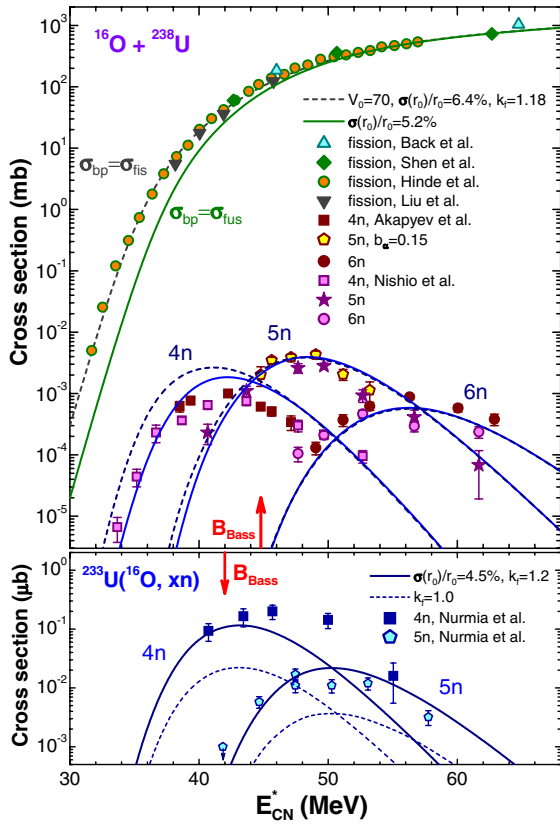 ¹⁶O + ²³⁸U
10³
10²
10¹
10⁰
10⁻¹
10⁻²
10⁻³
10⁻⁴
10⁻⁵
Cross section (mb)
σbp=σfis
σbp=σfus
V₀=70, σ(r₀)/r₀=6.4%, kf=1.18
σ(r₀)/r₀=5.2%
fission, Back et al.
fission, Shen et al.
fission, Hinde et al.
fission, Liu et al.
4n, Akapyev et al.
5n, bα=0.15
6n
4n, Nishio et al.
5n
6n
4n
5n
6n
BBass
²³³U(¹⁶O, xn)
BBass
σ(r₀)/r₀=4.5%, kf=1.2
kf=1.0
4n, Nurmia et al.
5n, Nurmia et al.
4n
5n
10⁰
10⁻¹
10⁻²
10⁻³
Cross section (μb)
30 40 50 60
E*CN (MeV)